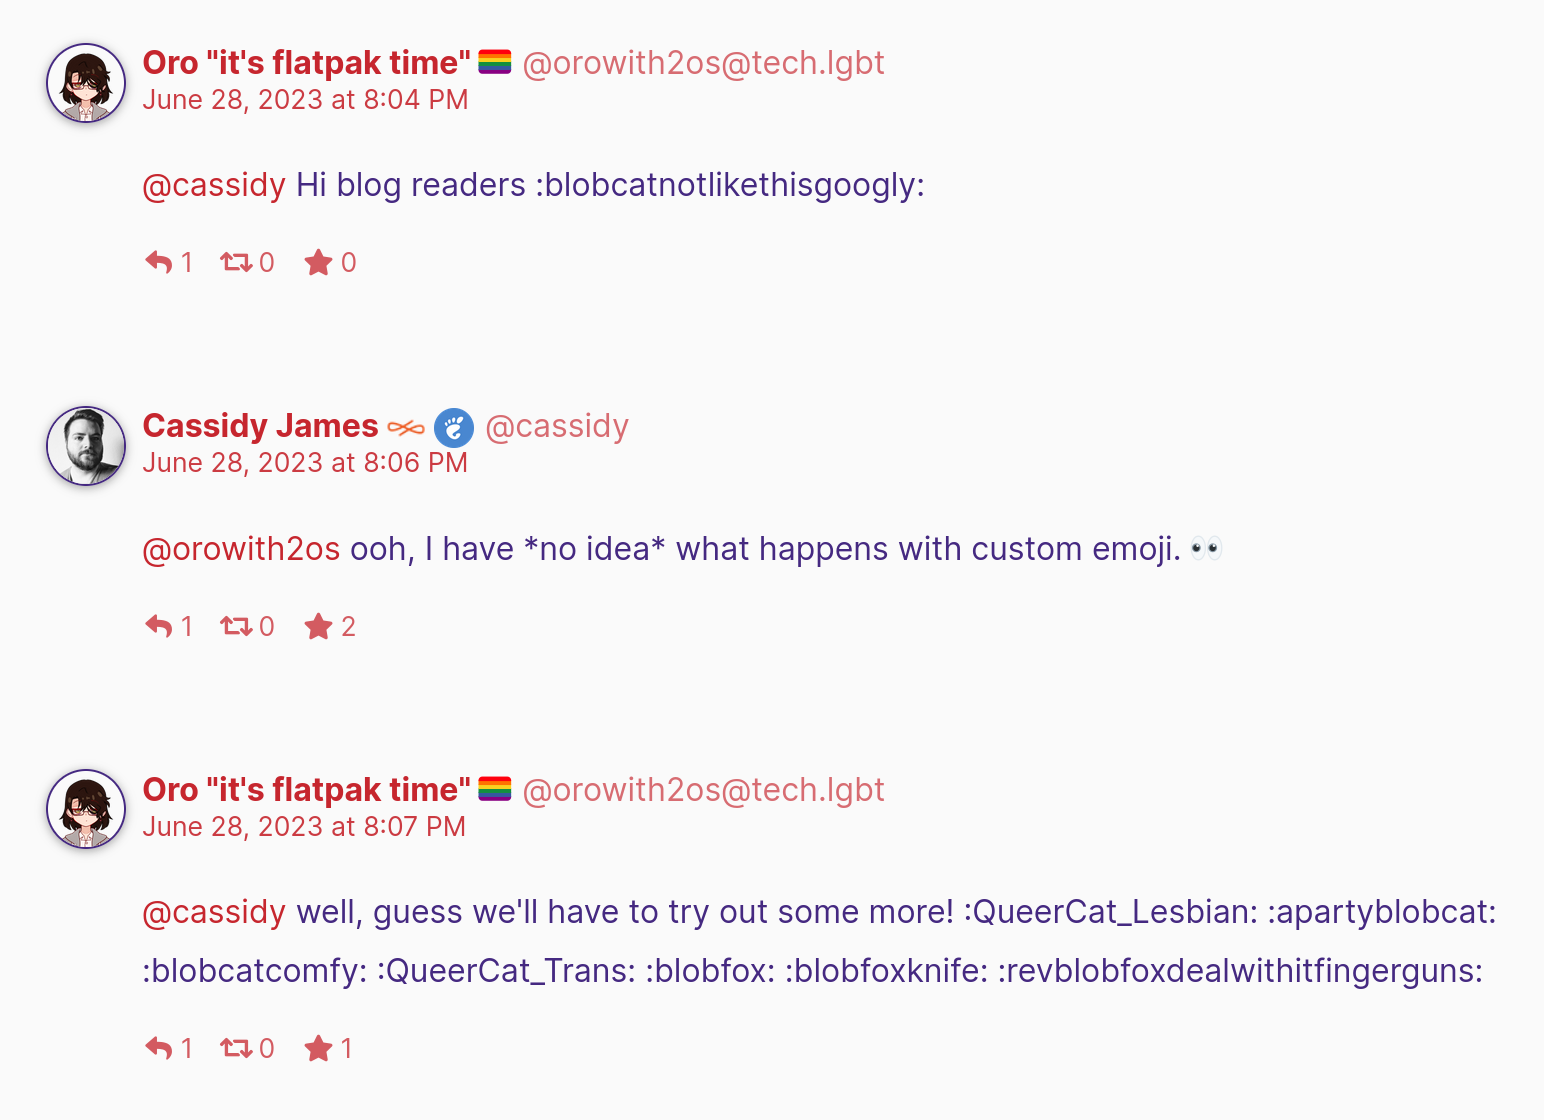 Oro "it's flatpak time" 🏳️‍🌈 @orowith2os@tech.lgbt
June 28, 2023 at 8:04 PM
@cassidy Hi blog readers :blobcatnotlikethisgoogly:
1 0 0
Cassidy James @cassidy
June 28, 2023 at 8:06 PM
@orowith2os ooh, I have *no idea* what happens with custom emoji. 👀
1 0 2
Oro "it's flatpak time" 🏳️‍🌈 @orowith2os@tech.lgbt
June 28, 2023 at 8:07 PM
@cassidy well, guess we'll have to try out some more! :QueerCat_Lesbian: :apartyblobcat:
:blobcatcomfy: :QueerCat_Trans: :blobfox: :blobfoxknife: :revblobfoxdealwithitfingerguns:
1 0 1